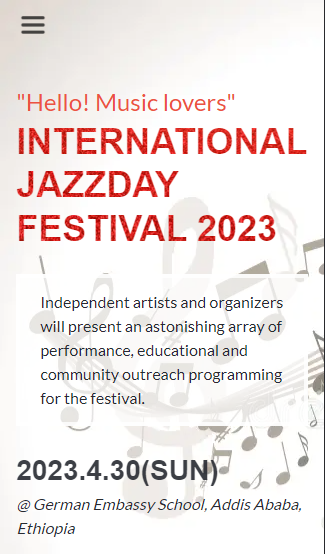 "Hello! Music lovers"
INTERNATIONAL
JAZZDAY
FESTIVAL 2023
Independent artists and organizers
will present an astonishing array of
performance, educational and
community outreach programming
for the festival.
2023.4.30(SUN)
@ German Embassy School, Addis Ababa,
Ethiopia